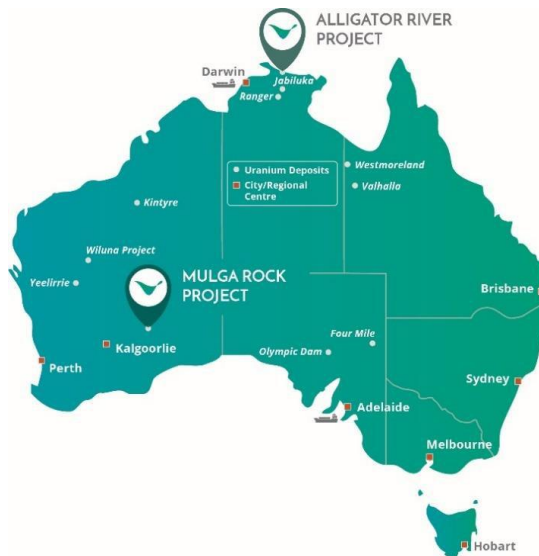 ALLIGATOR RIVER
PROJECT
Darwin
Jabiluka
Ranger
Uranium Deposits
City/Regional
Centre
Westmoreland
Valhalla
Kintyre
Wiluna Project
Yeelirrie
MULGA ROCK
PROJECT
Brisbane
Kalgoorlie
Four Mile
Olympic Dam
Perth
Sydney
Adelaide
Melbourne
Hobart